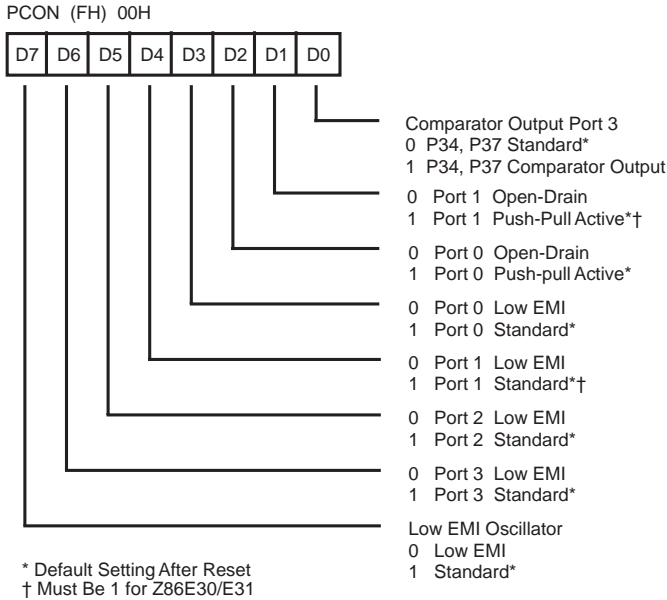 PCON (FH) 00H
D7 D6 D5 D4 D3 D2 D1 D0
Comparator Output Port 3
0 P34, P37 Standard*
1 P34, P37 Comparator Output
0 Port 1 Open-Drain
1 Port 1 Push-Pull Active*†
0 Port 0 Open-Drain
1 Port 0 Push-pull Active*
0 Port 0 Low EMI
1 Port 0 Standard*
0 Port 1 Low EMI
1 Port 1 Standard*†
0 Port 2 Low EMI
1 Port 2 Standard*
0 Port 3 Low EMI
1 Port 3 Standard*
Low EMI Oscillator
0 Low EMI
1 Standard*
* Default Setting After Reset
† Must Be 1 for Z86E30/E31